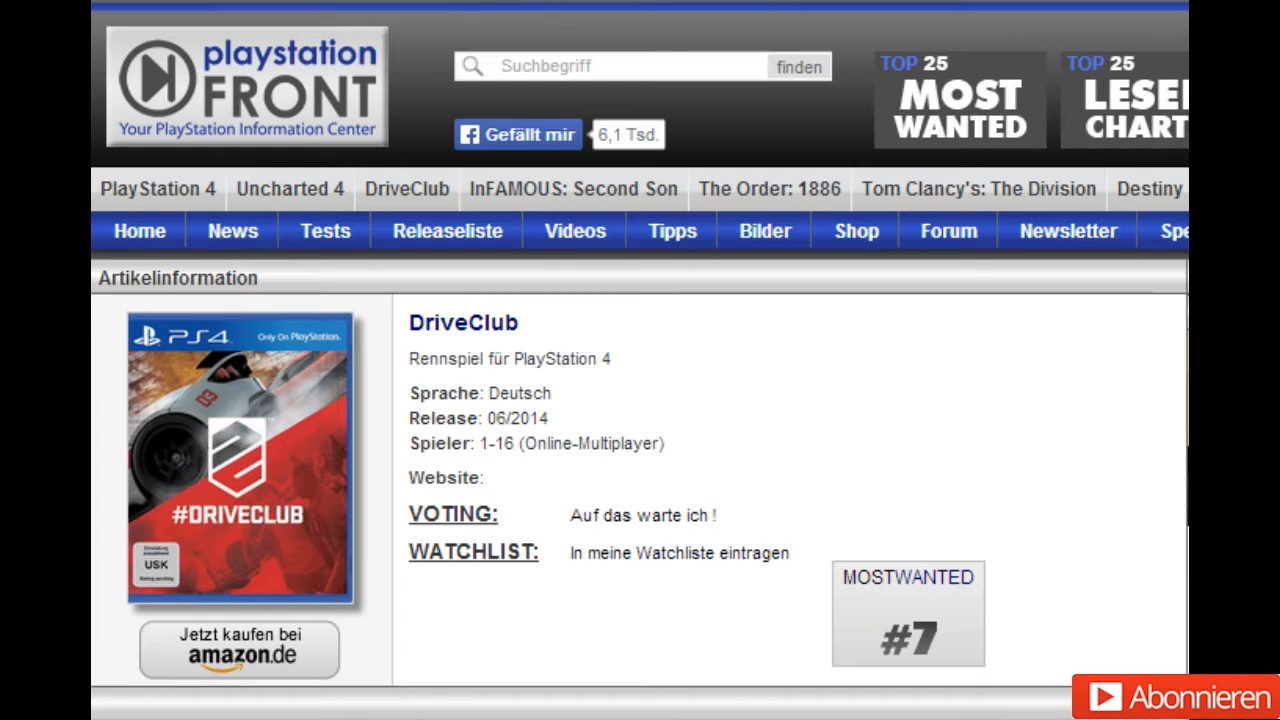 playstation
FRONT
Your PlayStation Information Center
Suchbegriff
finden
Gefällt mir
6,1 Tsd.
TOP 25
MOST
WANTED
TOP 25
LESE
CHART
PlayStation 4
Uncharted 4
DriveClub
InFAMOUS: Second Son
The Order: 1886
Tom Clancy's: The Division
Destiny
Home
News
Tests
Releaseliste
Videos
Tipps
Bilder
Shop
Forum
Newsletter
Spe
Artikelinformation
PS4
Only On PlayStation.
03
#DRIVECLUB
USK
Jetzt kaufen bei
amazon.de
DriveClub
Rennspiel für PlayStation 4
Sprache: Deutsch
Release: 06/2014
Spieler: 1-16 (Online-Multiplayer)
Website:
VOTING: Auf das warte ich !
WATCHLIST: In meine Watchliste eintragen
MOSTWANTED
#7
Abonnieren